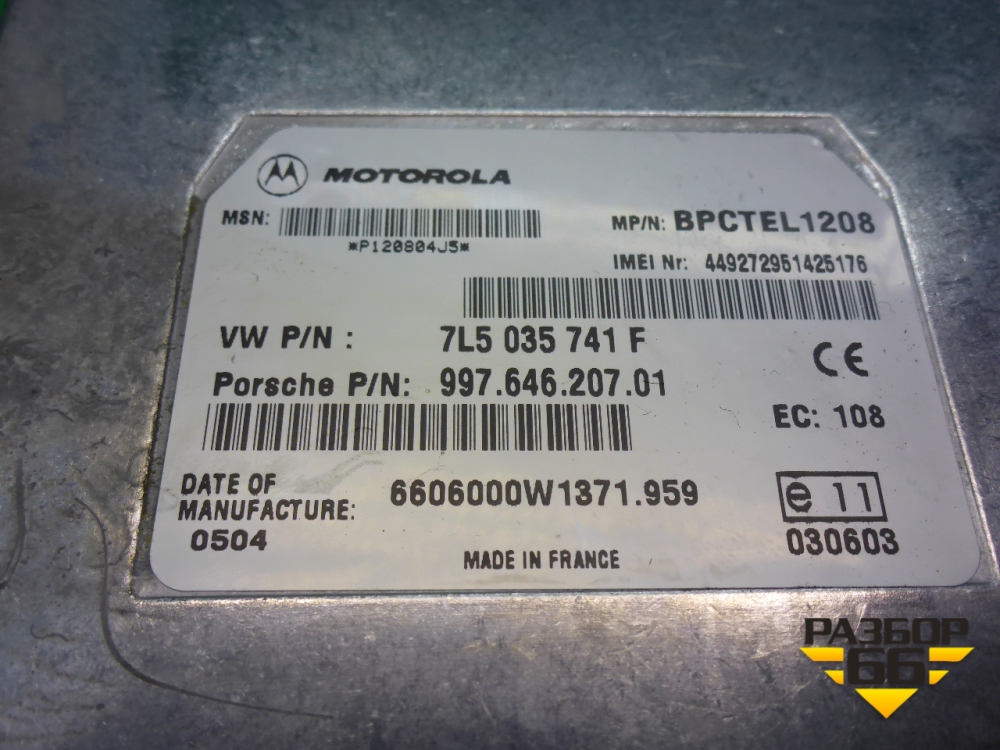 MOTOROLA
MSN:
*P120804J5*
MP/N: BPCTEL1208
IMEI Nr: 449272951425176
VW P/N : 7L5 035 741 F
Porsche P/N: 997.646.207.01
CE
EC: 108
DATE OF
MANUFACTURE:
0504
6606000W1371.959
e 11
030603
MADE IN FRANCE
РАЗБОР
66